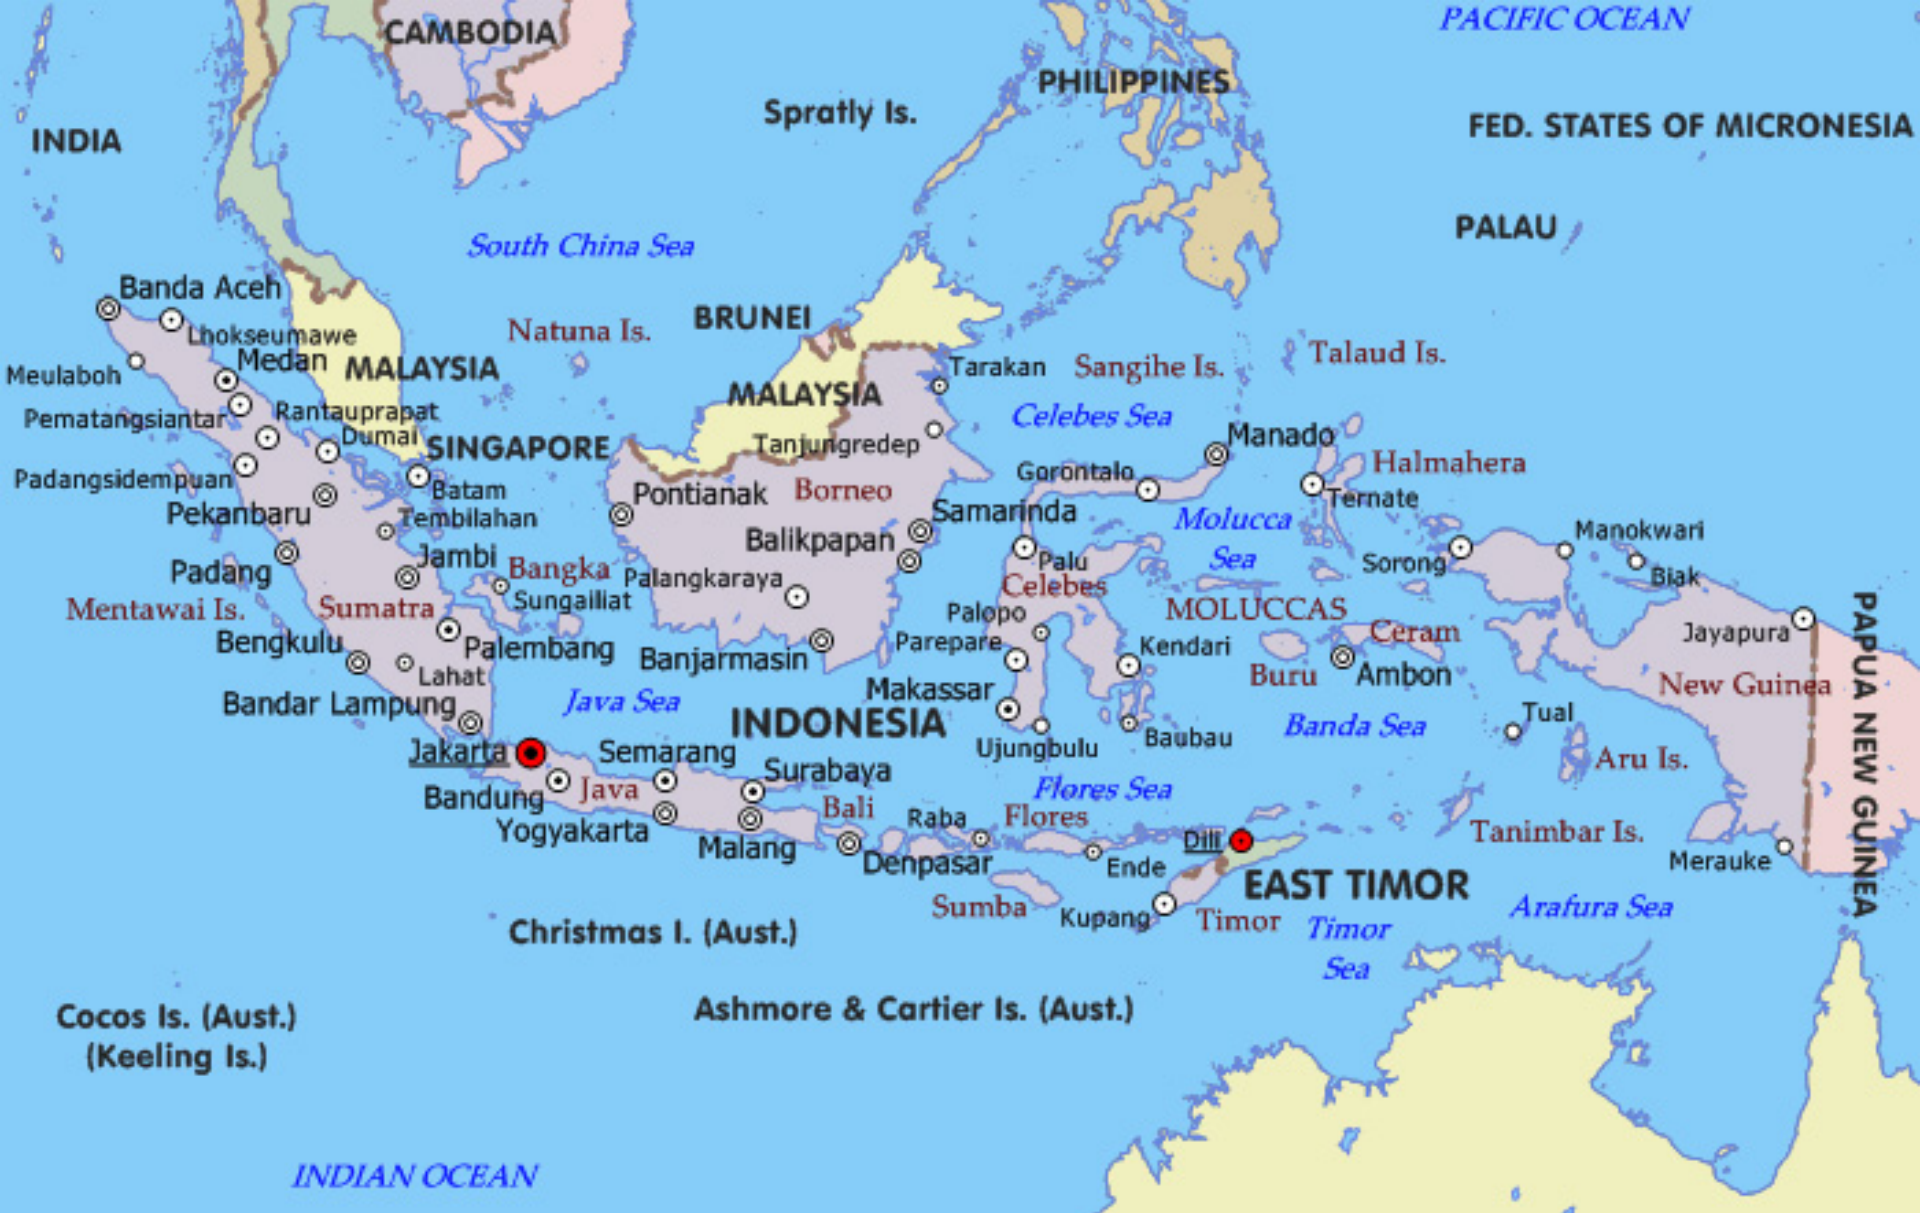 PACIFIC OCEAN
CAMBODIA
PHILIPPINES
Spratly Is.
FED. STATES OF MICRONESIA
INDIA
PALAU
South China Sea
Banda Aceh
BRUNEI
Natuna Is.
Lhokseumawe
Talaud Is.
Medan
MALAYSIA
Tarakan
Sangihe Is.
Meulaboh
MALAYSIA
Celebes Sea
Rantauprapat
Pematangsiantar
Dumai
Manado
SINGAPORE
Tanjungredep
Halmahera
Gorontalo
Padangsidempuan
Batam
Pontianak
Borneo
Ternate
Pekanbaru
Tembilahan
Samarinda
Molucca
Sea
Manokwari
Balikpapan
Jambi
Palu
Sorong
Padang
Bangka
Palangkaraya
Celebes
Biak
Sungailiat
Mentawai Is.
Sumatra
Palopo
MOLUCCAS
Ceram
Jayapura
PAPUA NEW GUINEA
Bengkulu
Palembang
Banjarmasin
Parepare
Kendari
Lahat
Buru
Ambon
New Guinea
Makassar
Bandar Lampung
Java Sea
INDONESIA
Tual
Banda Sea
Baubau
Ujungbulu
Jakarta
Semarang
Aru Is.
Surabaya
Bandung
Java
Flores Sea
Bali
Raba
Flores
Yogyakarta
Tanimbar Is.
Malang
Dili
Denpasar
Ende
Merauke
EAST TIMOR
Sumba
Kupang
Timor
Arafura Sea
Timor
Sea
Christmas I. (Aust.)
Ashmore & Cartier Is. (Aust.)
Cocos Is. (Aust.)
(Keeling Is.)
INDIAN OCEAN